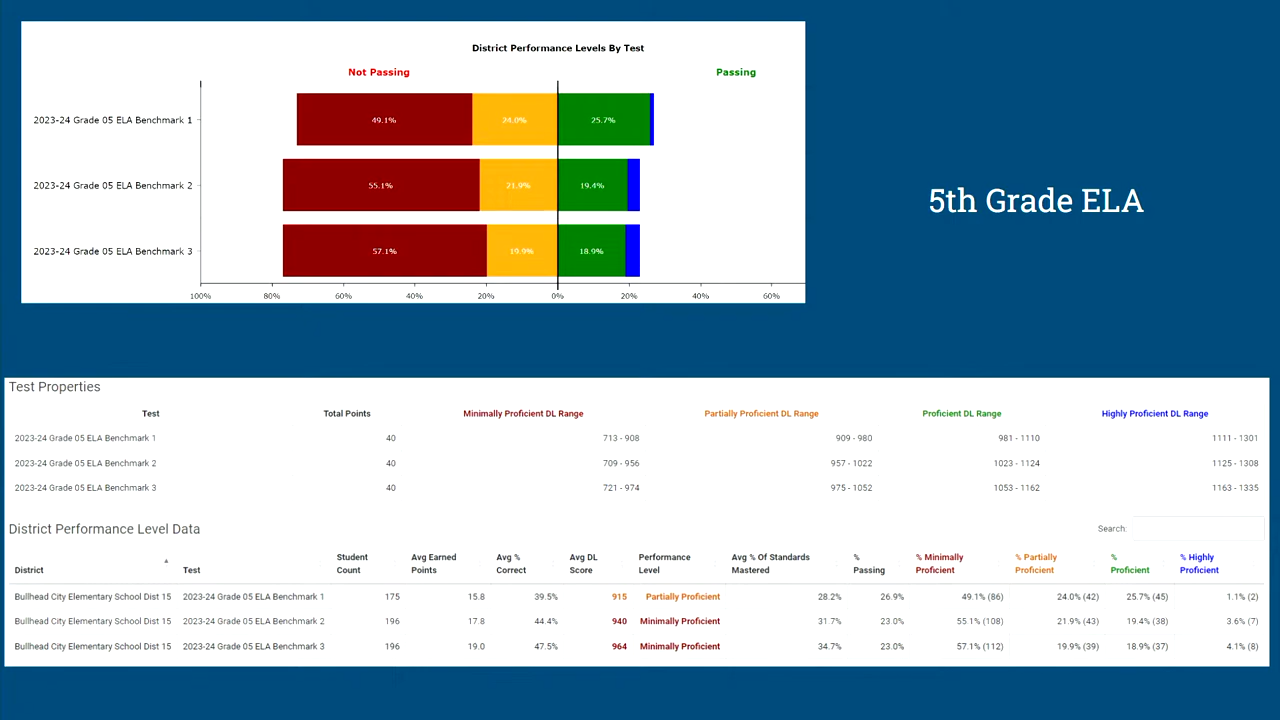 District Performance Levels By Test
Not Passing Passing
2023-24 Grade 05 ELA Benchmark 1 49.1% 24.0% 25.7%
2023-24 Grade 05 ELA Benchmark 2 55.1% 21.9% 19.4%
2023-24 Grade 05 ELA Benchmark 3 57.1% 19.9% 18.9%
100% 80% 60% 40% 20% 0% 20% 40% 60%
5th Grade ELA
Test Properties
Test Total Points Minimally Proficient DL Range Partially Proficient DL Range Proficient DL Range Highly Proficient DL Range
2023-24 Grade 05 ELA Benchmark 1 40 713 - 908 909 - 980 981 - 1110 1111 - 1301
2023-24 Grade 05 ELA Benchmark 2 40 709 - 956 957 - 1022 1023 - 1124 1125 - 1308
2023-24 Grade 05 ELA Benchmark 3 40 721 - 974 975 - 1052 1053 - 1162 1163 - 1335
District Performance Level Data Search:
Student Avg Earned Avg % Avg DL Performance Avg % Of Standards % % Minimally % Partially % % Highly
District Test Count Points Correct Score Level Mastered Passing Proficient Proficient Proficient Proficient
Bullhead City Elementary School Dist 15 2023-24 Grade 05 ELA Benchmark 1 175 15.8 39.5% 915 Partially Proficient 28.2% 26.9% 49.1% (86) 24.0% (42) 25.7% (45) 1.1% (2)
Bullhead City Elementary School Dist 15 2023-24 Grade 05 ELA Benchmark 2 196 17.8 44.4% 940 Minimally Proficient 31.7% 23.0% 55.1% (108) 21.9% (43) 19.4% (38) 3.6% (7)
Bullhead City Elementary School Dist 15 2023-24 Grade 05 ELA Benchmark 3 196 19.0 47.5% 964 Minimally Proficient 34.7% 23.0% 57.1% (112) 19.9% (39) 18.9% (37) 4.1% (8)